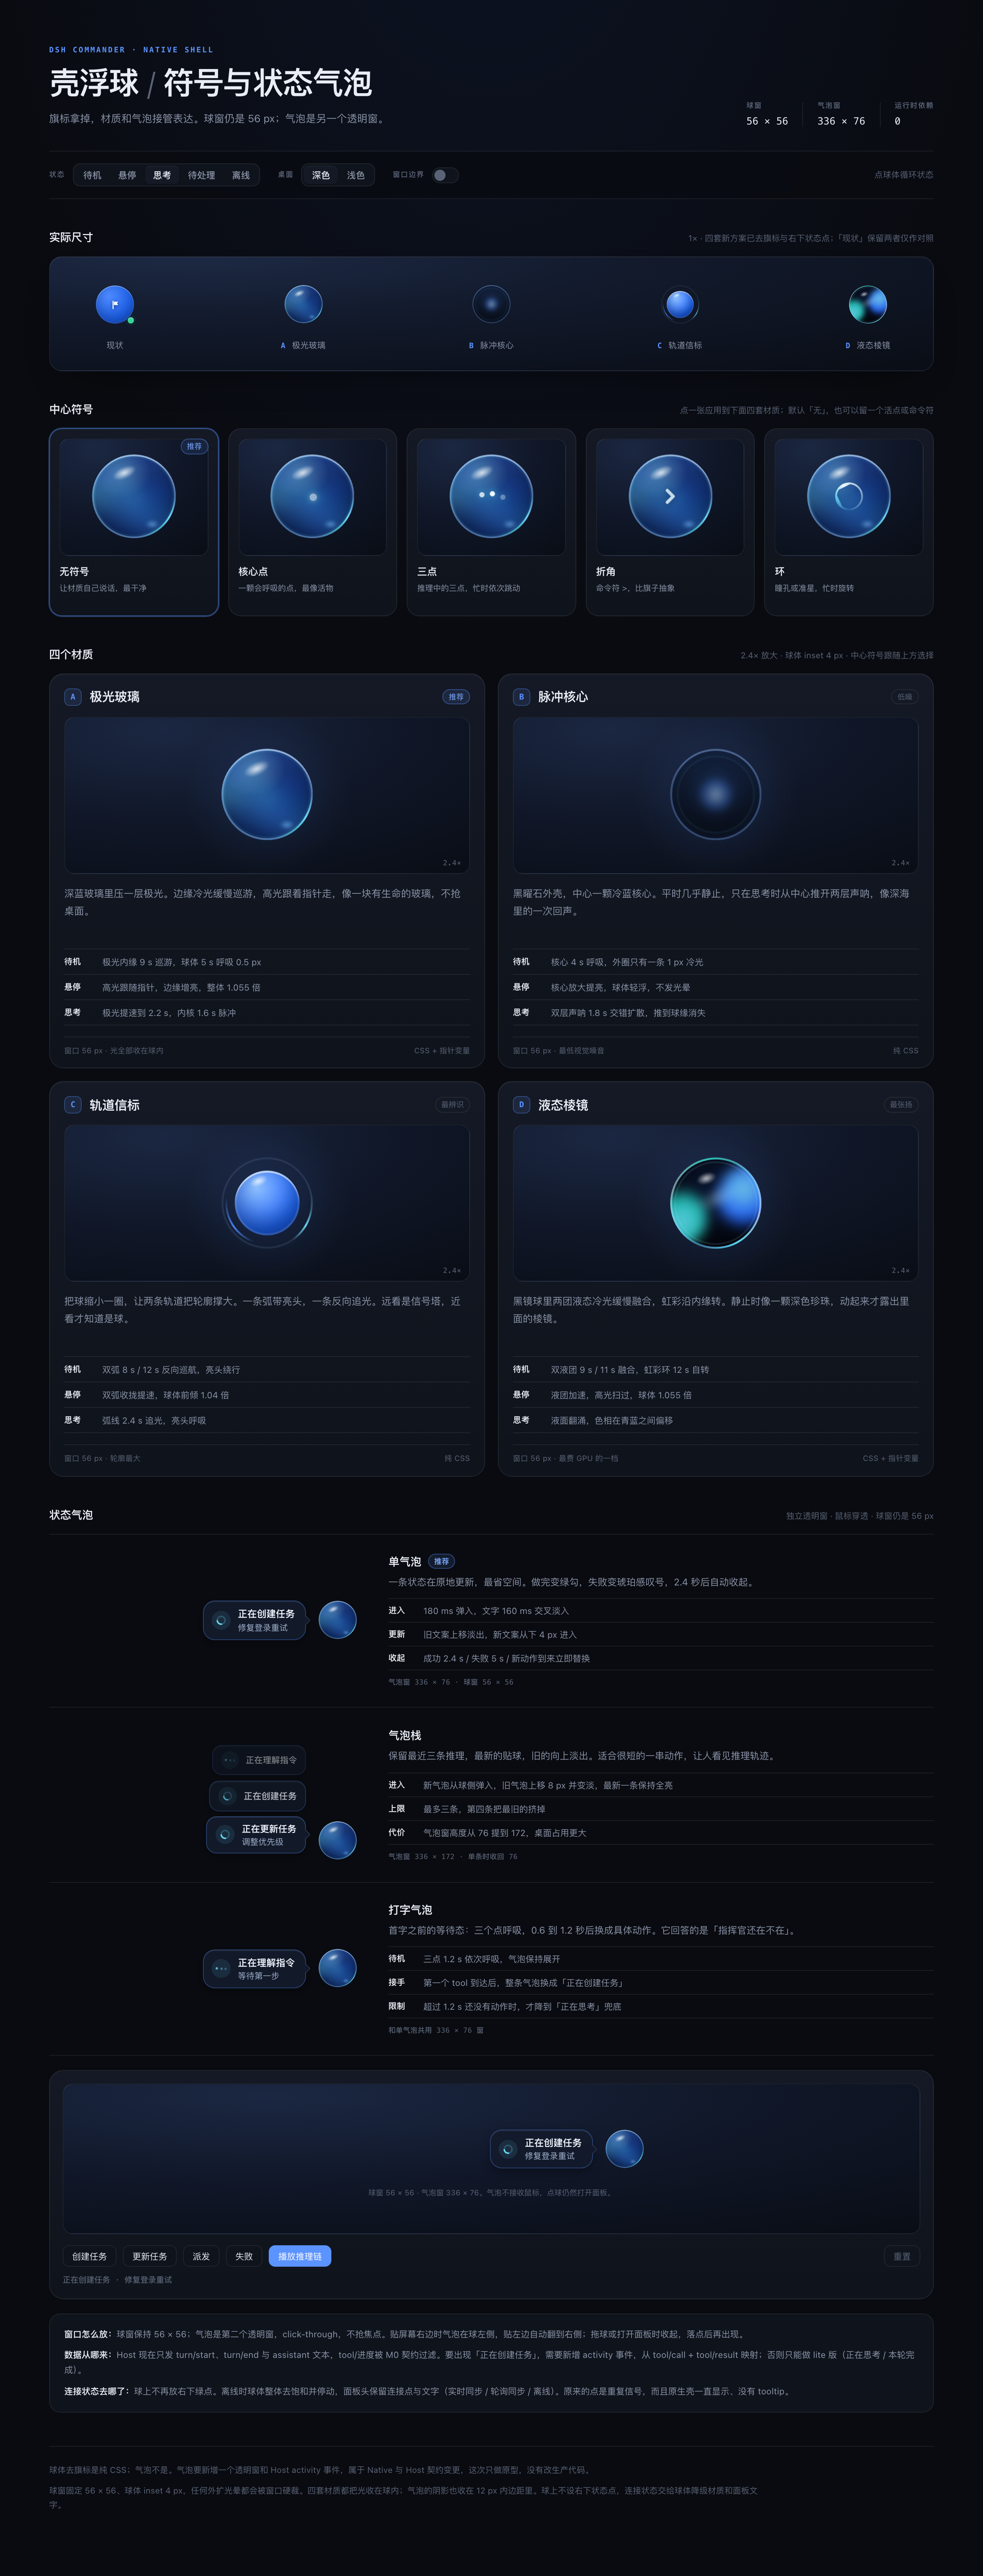 DSH COMMANDER · NATIVE SHELL
壳浮球 / 符号与状态气泡
旗标拿掉，材质和气泡接管表达。球窗仍是 56 px；气泡是另一个透明窗。
球窗
56 × 56
气泡窗
336 × 76
运行时依赖
0
状态 待机 悬停 思考 待处理 离线 桌面 深色 浅色 窗口边界 点球体循环状态
实际尺寸
1× · 四套新方案已去旗标与右下状态点；「现状」保留两者仅作对照
现状
A 极光玻璃
B 脉冲核心
C 轨道信标
D 液态棱镜
中心符号
点一张应用到下面四套材质；默认「无」，也可以留一个活点或命令符
推荐
无符号
让材质自己说话，最干净
核心点
一颗会呼吸的点，最像活物
三点
推理中的三点，忙时依次跳动
折角
命令符 >，比旗子抽象
环
瞳孔或准星，忙时旋转
四个材质
2.4× 放大 · 球体 inset 4 px · 中心符号跟随上方选择
A 极光玻璃 推荐
2.4×
深蓝玻璃里压一层极光。边缘冷光缓慢巡游，高光跟着指针走，像一块有生命的玻璃，不抢
桌面。
待机 极光内缘 9 s 巡游，球体 5 s 呼吸 0.5 px
悬停 高光跟随指针，边缘增亮，整体 1.055 倍
思考 极光提速到 2.2 s，内核 1.6 s 脉冲
窗口 56 px · 光全部收在球内 CSS + 指针变量
B 脉冲核心 低噪
2.4×
黑曜石外壳，中心一颗冷蓝核心。平时几乎静止，只在思考时从中心推开两层声呐，像深海
里的一次回声。
待机 核心 4 s 呼吸，外圈只有一条 1 px 冷光
悬停 核心放大提亮，球体轻浮，不发光晕
思考 双层声呐 1.8 s 交错扩散，推到球缘消失
窗口 56 px · 最低视觉噪音 纯 CSS
C 轨道信标 最辨识
2.4×
把球缩小一圈，让两条轨道把轮廓撑大。一条弧带亮头，一条反向追光。远看是信号塔，近
看才知道是球。
待机 双弧 8 s / 12 s 反向巡航，亮头绕行
悬停 双弧收拢提速，球体前倾 1.04 倍
思考 弧线 2.4 s 追光，亮头呼吸
窗口 56 px · 轮廓最大 纯 CSS
D 液态棱镜 最张扬
2.4×
黑镜球里两团液态冷光缓慢融合，虹彩沿内缘转。静止时像一颗深色珍珠，动起来才露出里
面的棱镜。
待机 双液团 9 s / 11 s 融合，虹彩环 12 s 自转
悬停 液团加速，高光扫过，球体 1.055 倍
思考 液面翻涌，色相在青蓝之间偏移
窗口 56 px · 最费 GPU 的一档 CSS + 指针变量
状态气泡
独立透明窗 · 鼠标穿透 · 球窗仍是 56 px
正在创建任务
修复登录重试
单气泡 推荐
一条状态在原地更新，最省空间。做完变绿勾，失败变琥珀感叹号，2.4 秒后自动收起。
进入 180 ms 弹入，文字 160 ms 交叉淡入
更新 旧文案上移淡出，新文案从下 4 px 进入
收起 成功 2.4 s / 失败 5 s / 新动作到来立即替换
气泡窗 336 × 76 · 球窗 56 × 56
正在理解指令
正在创建任务
正在更新任务
调整优先级
气泡栈
保留最近三条推理，最新的贴球，旧的向上淡出。适合很短的一串动作，让人看见推理轨迹。
进入 新气泡从球侧弹入，旧气泡上移 8 px 并变淡，最新一条保持全亮
上限 最多三条，第四条把最旧的挤掉
代价 气泡窗高度从 76 提到 172，桌面占用更大
气泡窗 336 × 172 · 单条时收回 76
正在理解指令
等待第一步
打字气泡
首字之前的等待态：三个点呼吸，0.6 到 1.2 秒后换成具体动作。它回答的是「指挥官还在不在」。
待机 三点 1.2 s 依次呼吸，气泡保持展开
接手 第一个 tool 到达后，整条气泡换成「正在创建任务」
限制 超过 1.2 s 还没有动作时，才降到「正在思考」兜底
和单气泡共用 336 × 76 窗
正在创建任务
修复登录重试
球窗 56 × 56 · 气泡窗 336 × 76。气泡不接收鼠标，点球仍然打开面板。
创建任务 更新任务 派发 失败 播放推理链 重置
正在创建任务 · 修复登录重试
窗口怎么放：球窗保持 56 × 56；气泡是第二个透明窗，click-through，不抢焦点。贴屏幕右边时气泡在球左侧，贴左边自动翻到右侧；拖球或打开面板时收起，落点后再出现。
数据从哪来：Host 现在只发 turn/start、turn/end 与 assistant 文本，tool/进度被 M0 契约过滤。要出现「正在创建任务」，需要新增 activity 事件，从 tool/call + tool/result 映射；否则只能做 lite 版（正在思考 / 本轮完
成）。
连接状态去哪了：球上不再放右下绿点。离线时球体整体去饱和并停动，面板头保留连接点与文字（实时同步 / 轮询同步 / 离线）。原来的点是重复信号，而且原生壳一直显示、没有 tooltip。
球体去旗标是纯 CSS；气泡不是。气泡要新增一个透明窗和 Host activity 事件，属于 Native 与 Host 契约变更，这次只做原型，没有改生产代码。
球窗固定 56 × 56、球体 inset 4 px，任何外扩光晕都会被窗口硬裁。四套材质都把光收在球内；气泡的阴影也收在 12 px 内边距里。球上不设右下状态点，连接状态交给球体降级材质和面板文
字。